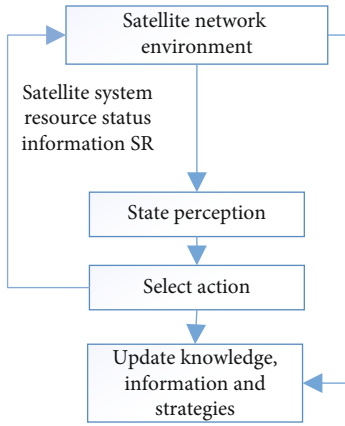 Satellite network
environment
Satellite system
resource status
information SR
State perception
Select action
Update knowledge,
information and
strategies